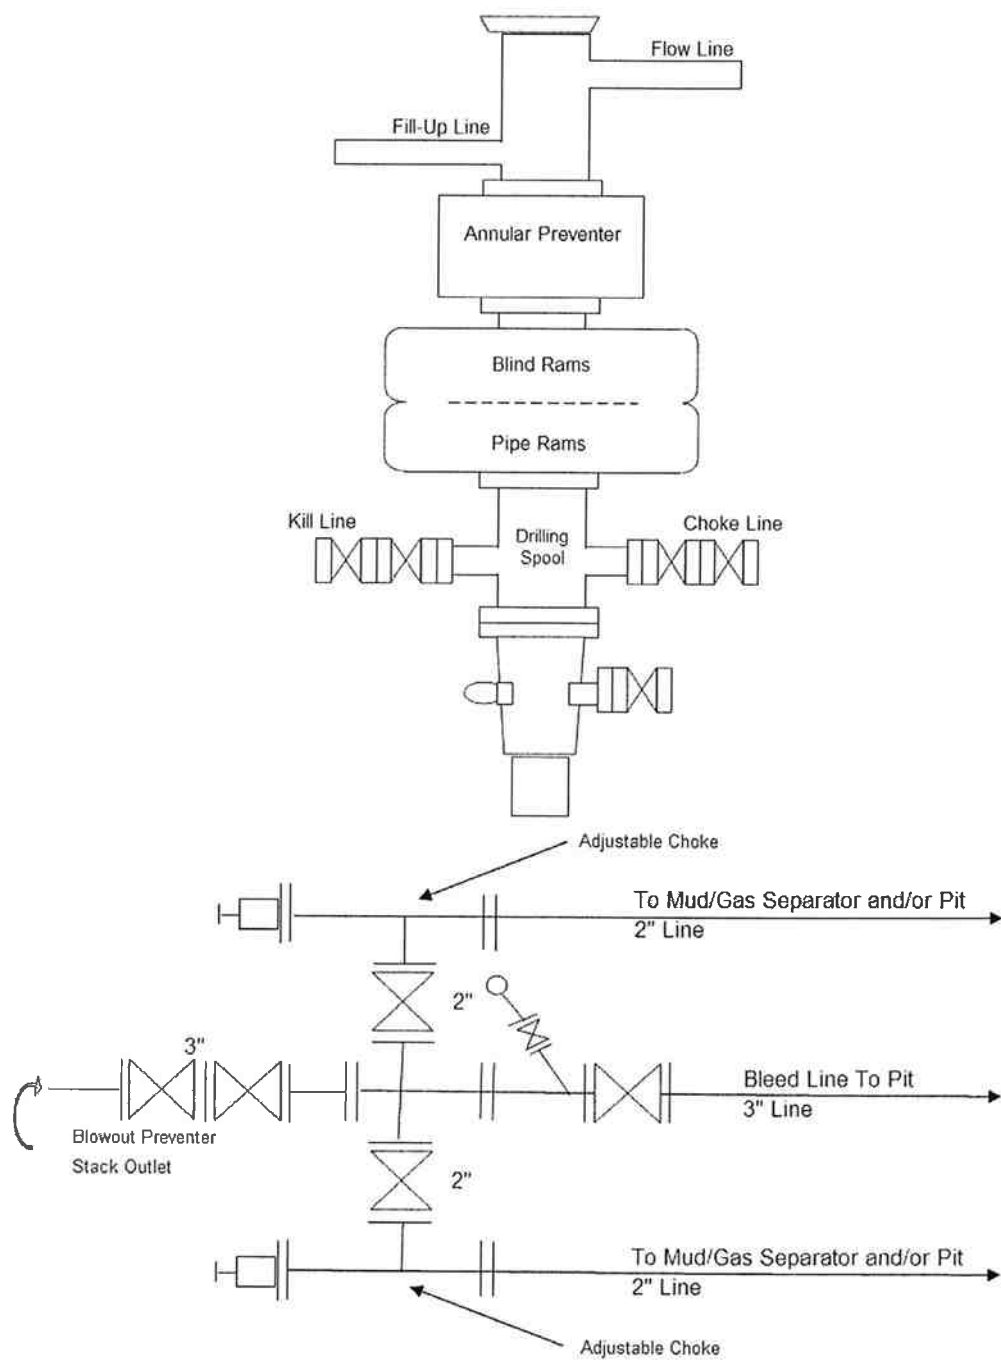 Flow Line
Fill-Up Line
Annular Preventer
Blind Rams
Pipe Rams
Kill Line
Drilling
Spool
Choke Line
Adjustable Choke
To Mud/Gas Separator and/or Pit
2" Line
2"
3"
Bleed Line To Pit
3" Line
Blowout Preventer
Stack Outlet
2"
To Mud/Gas Separator and/or Pit
2" Line
Adjustable Choke